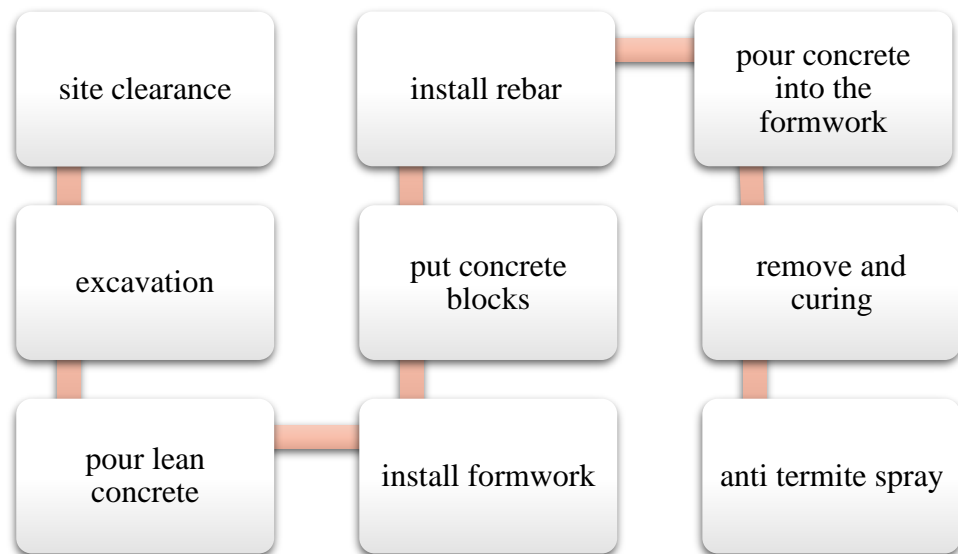 site clearance
excavation
pour lean
concrete
install formwork
put concrete
blocks
install rebar
pour concrete
into the
formwork
remove and
curing
anti termite spray